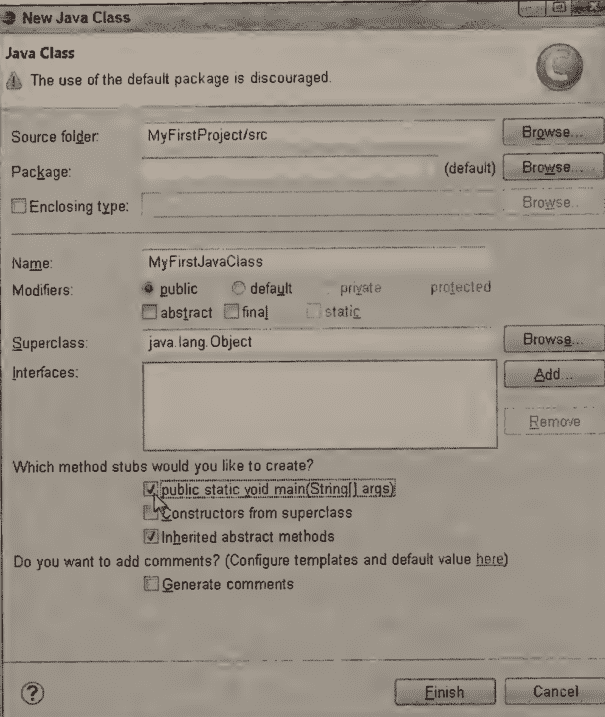 New Java Class
Java Class
The use of the default package is discouraged.
Source folder: MyFirstProject/src Browse...
Package: (default) Browse...
Enclosing type: Browse..
Name: MyFirstJavaClass
Modifiers: public default private protected
abstract final static
Superclass: java.lang.Object Browse...
Interfaces: Add...
Remove
Which method stubs would you like to create?
public static void main(String[] args)
Constructors from superclass
Inherited abstract methods
Do you want to add comments? (Configure templates and default value here)
Generate comments
? Finish Cancel